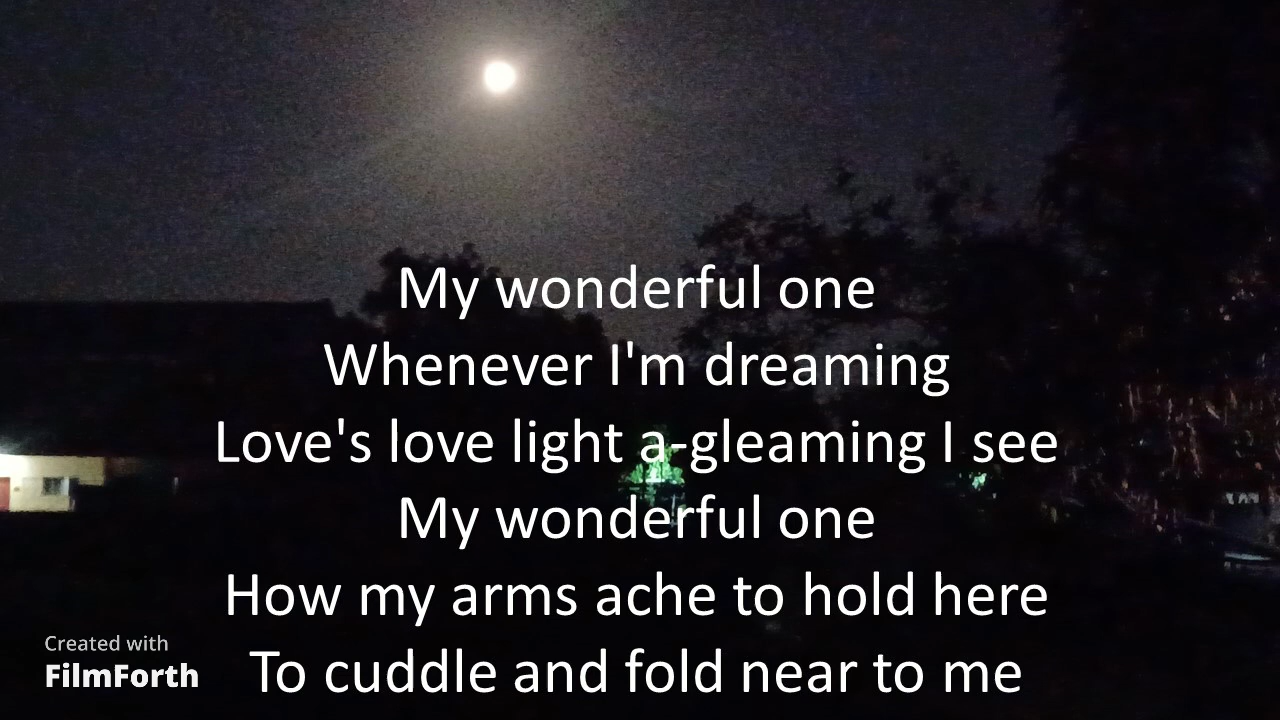 My wonderful one
Whenever I'm dreaming
Love's love light a-gleaming I see
My wonderful one
How my arms ache to hold here
To cuddle and fold near to me
Created with
FilmForth